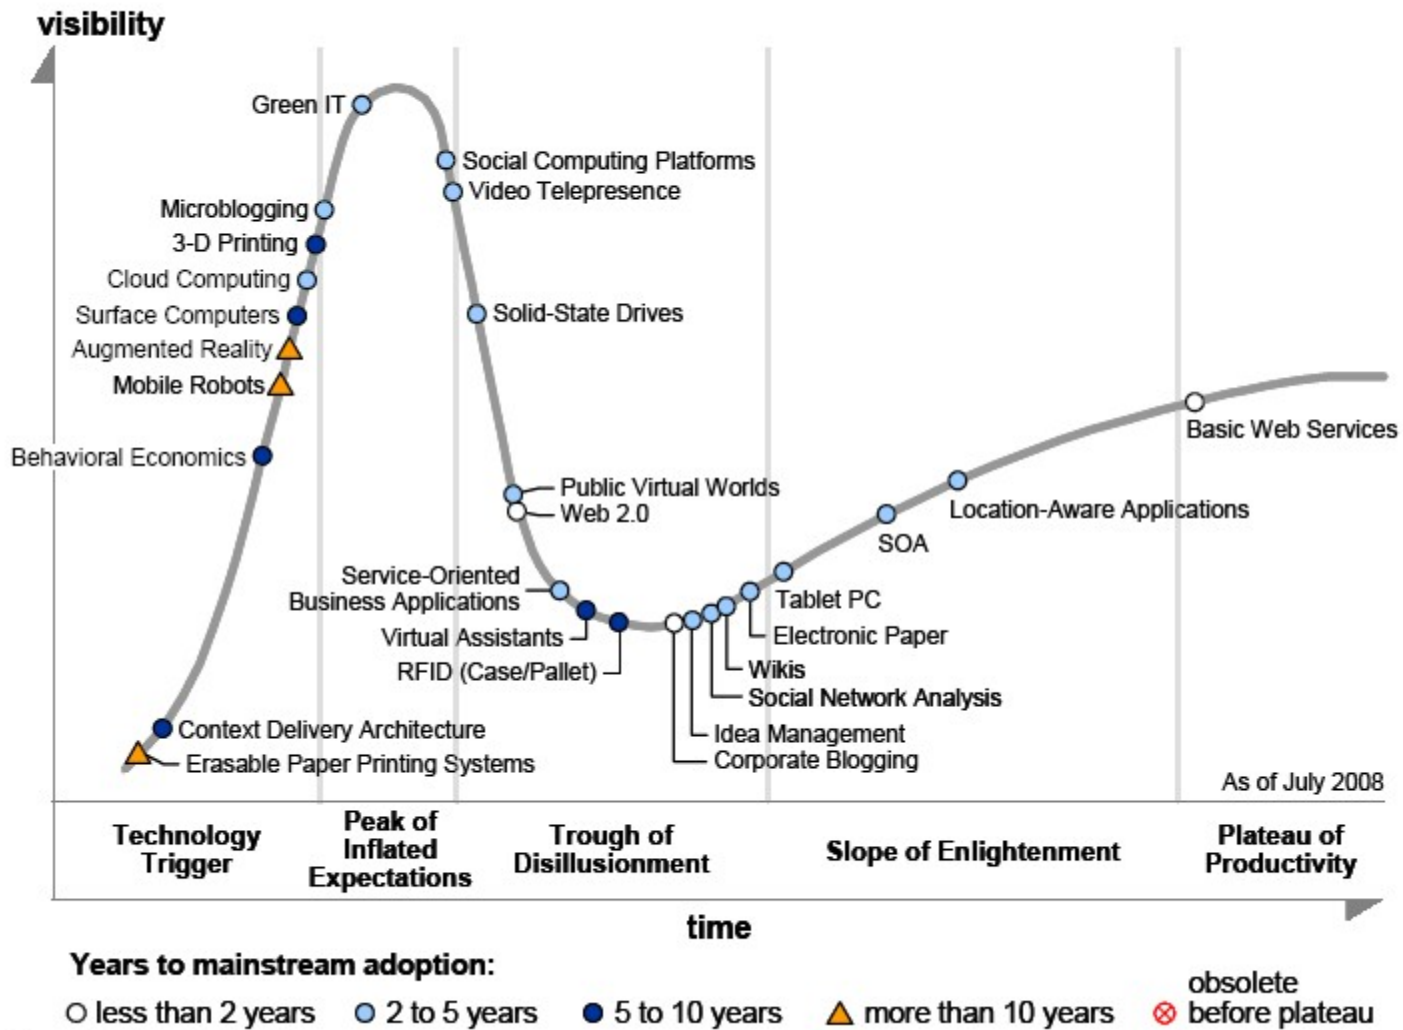 visibility
Green IT
Social Computing Platforms
Video Telepresence
Microblogging
3-D Printing
Cloud Computing
Surface Computers
Solid-State Drives
Augmented Reality
Mobile Robots
Basic Web Services
Behavioral Economics
Public Virtual Worlds
Web 2.0
Location-Aware Applications
SOA
Service-Oriented
Business Applications
Tablet PC
Virtual Assistants
Electronic Paper
RFID (Case/Pallet)
Wikis
Social Network Analysis
Context Delivery Architecture
Idea Management
Erasable Paper Printing Systems
Corporate Blogging
As of July 2008
Technology
Trigger
Peak of
Inflated
Expectations
Trough of
Disillusionment
Slope of Enlightenment
Plateau of
Productivity
time
Years to mainstream adoption:
less than 2 years
2 to 5 years
5 to 10 years
more than 10 years
obsolete
before plateau